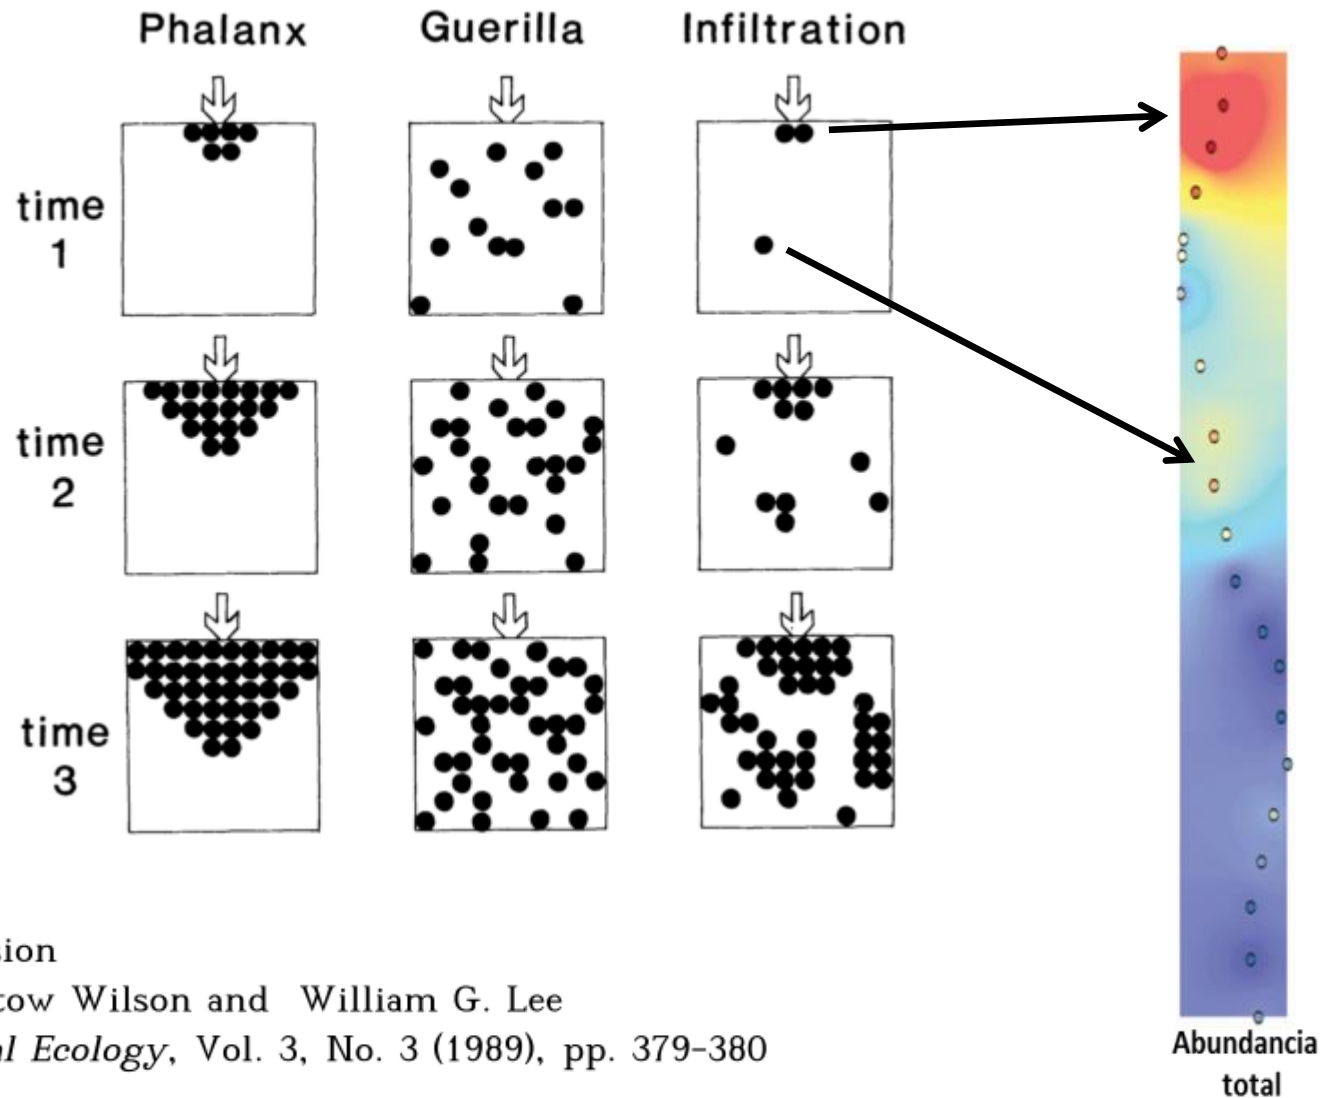 Phalanx Guerilla Infiltration
time
1
time
2
time
3
sion
tow Wilson and William G. Lee
al Ecology, Vol. 3, No. 3 (1989), pp. 379-380
Abundancia
total